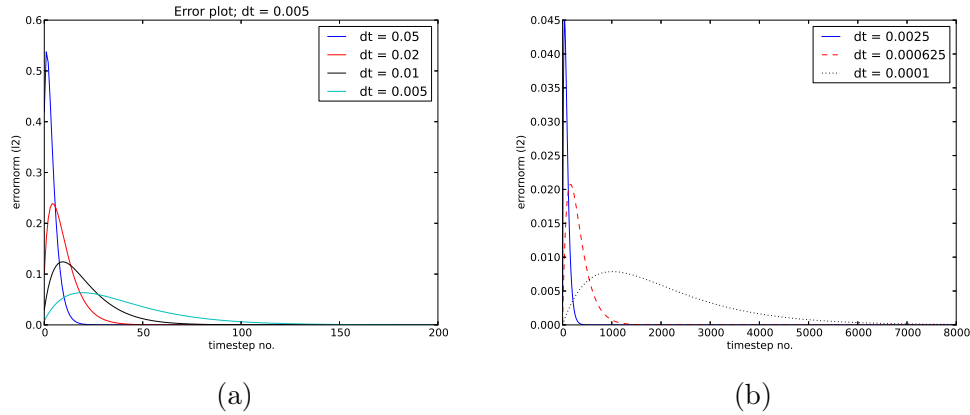 Error plot; dt = 0.005
0.6
0.5
0.4
0.3
0.2
0.1
0.0
errornorm (l2)
dt = 0.05
dt = 0.02
dt = 0.01
dt = 0.005
0 50 100 150 200
timestep no.
(a)
0.045
0.040
0.035
0.030
0.025
0.020
0.015
0.010
0.005
0.000
errornorm (l2)
dt = 0.0025
dt = 0.000625
dt = 0.0001
0 1000 2000 3000 4000 5000 6000 7000 8000
timestep no.
(b)